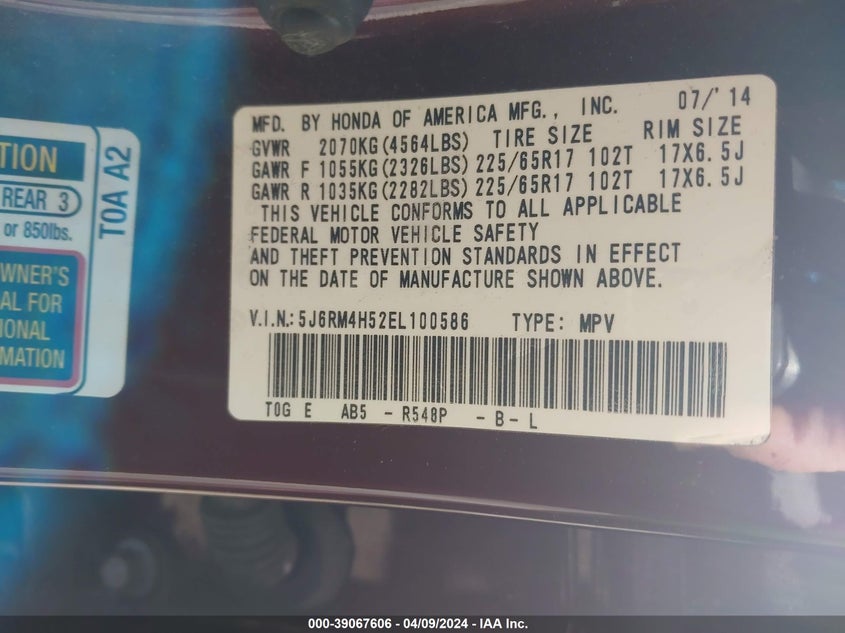 TION
REAR 3
or 850lbs.
WNER'S
AL FOR
IONAL
MATION
TOA A2
MFD. BY HONDA OF AMERICA MFG., INC. 07/'14
GVWR 2070KG(4564LBS) TIRE SIZE RIM SIZE
GAWR F 1055KG(2326LBS) 225/65R17 102T 17X6.5J
GAWR R 1035KG(2282LBS) 225/65R17 102T 17X6.5J
THIS VEHICLE CONFORMS TO ALL APPLICABLE
FEDERAL MOTOR VEHICLE SAFETY
AND THEFT PREVENTION STANDARDS IN EFFECT
ON THE DATE OF MANUFACTURE SHOWN ABOVE.
V.I.N.: 5J6RM4H52EL100586 TYPE: MPV
T0G E AB5 - R548P - B - L
000-39067606 - 04/09/2024 - IAA Inc.